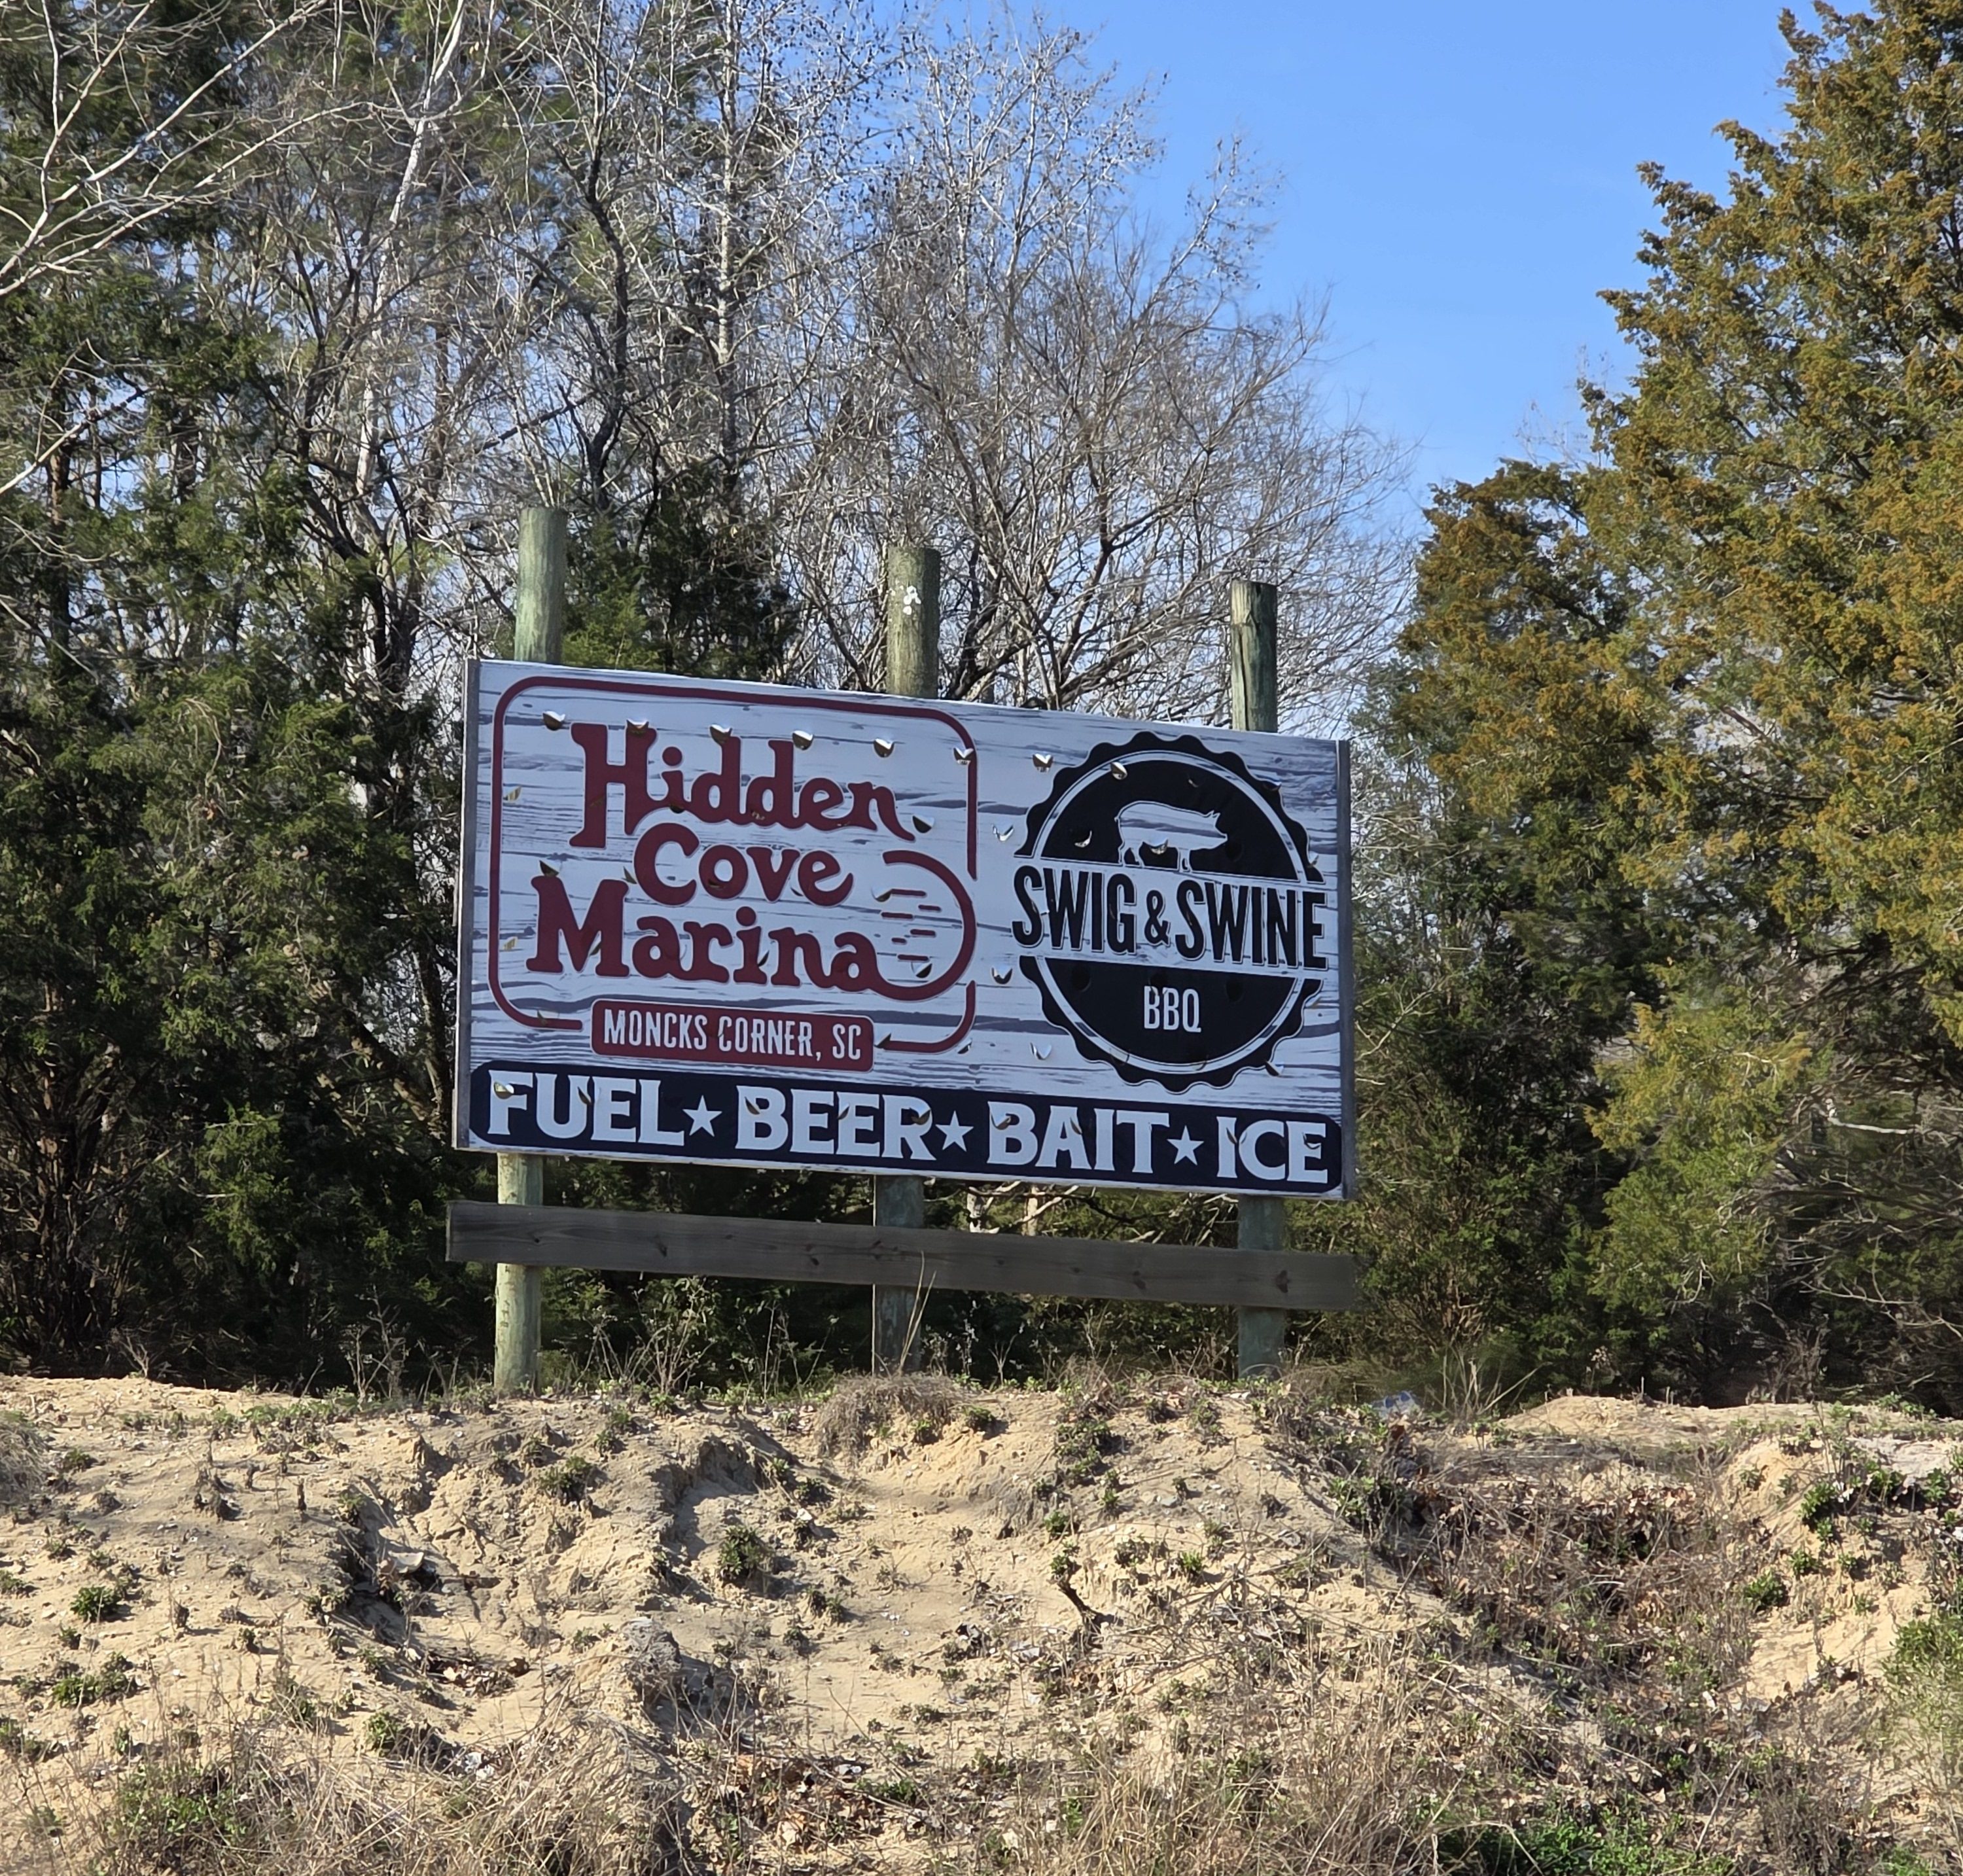 Hidden
Cove
Marina
MONCKS CORNER, SC
SWIG & SWINE
BBQ
FUEL★BEER★BAIT★ICE